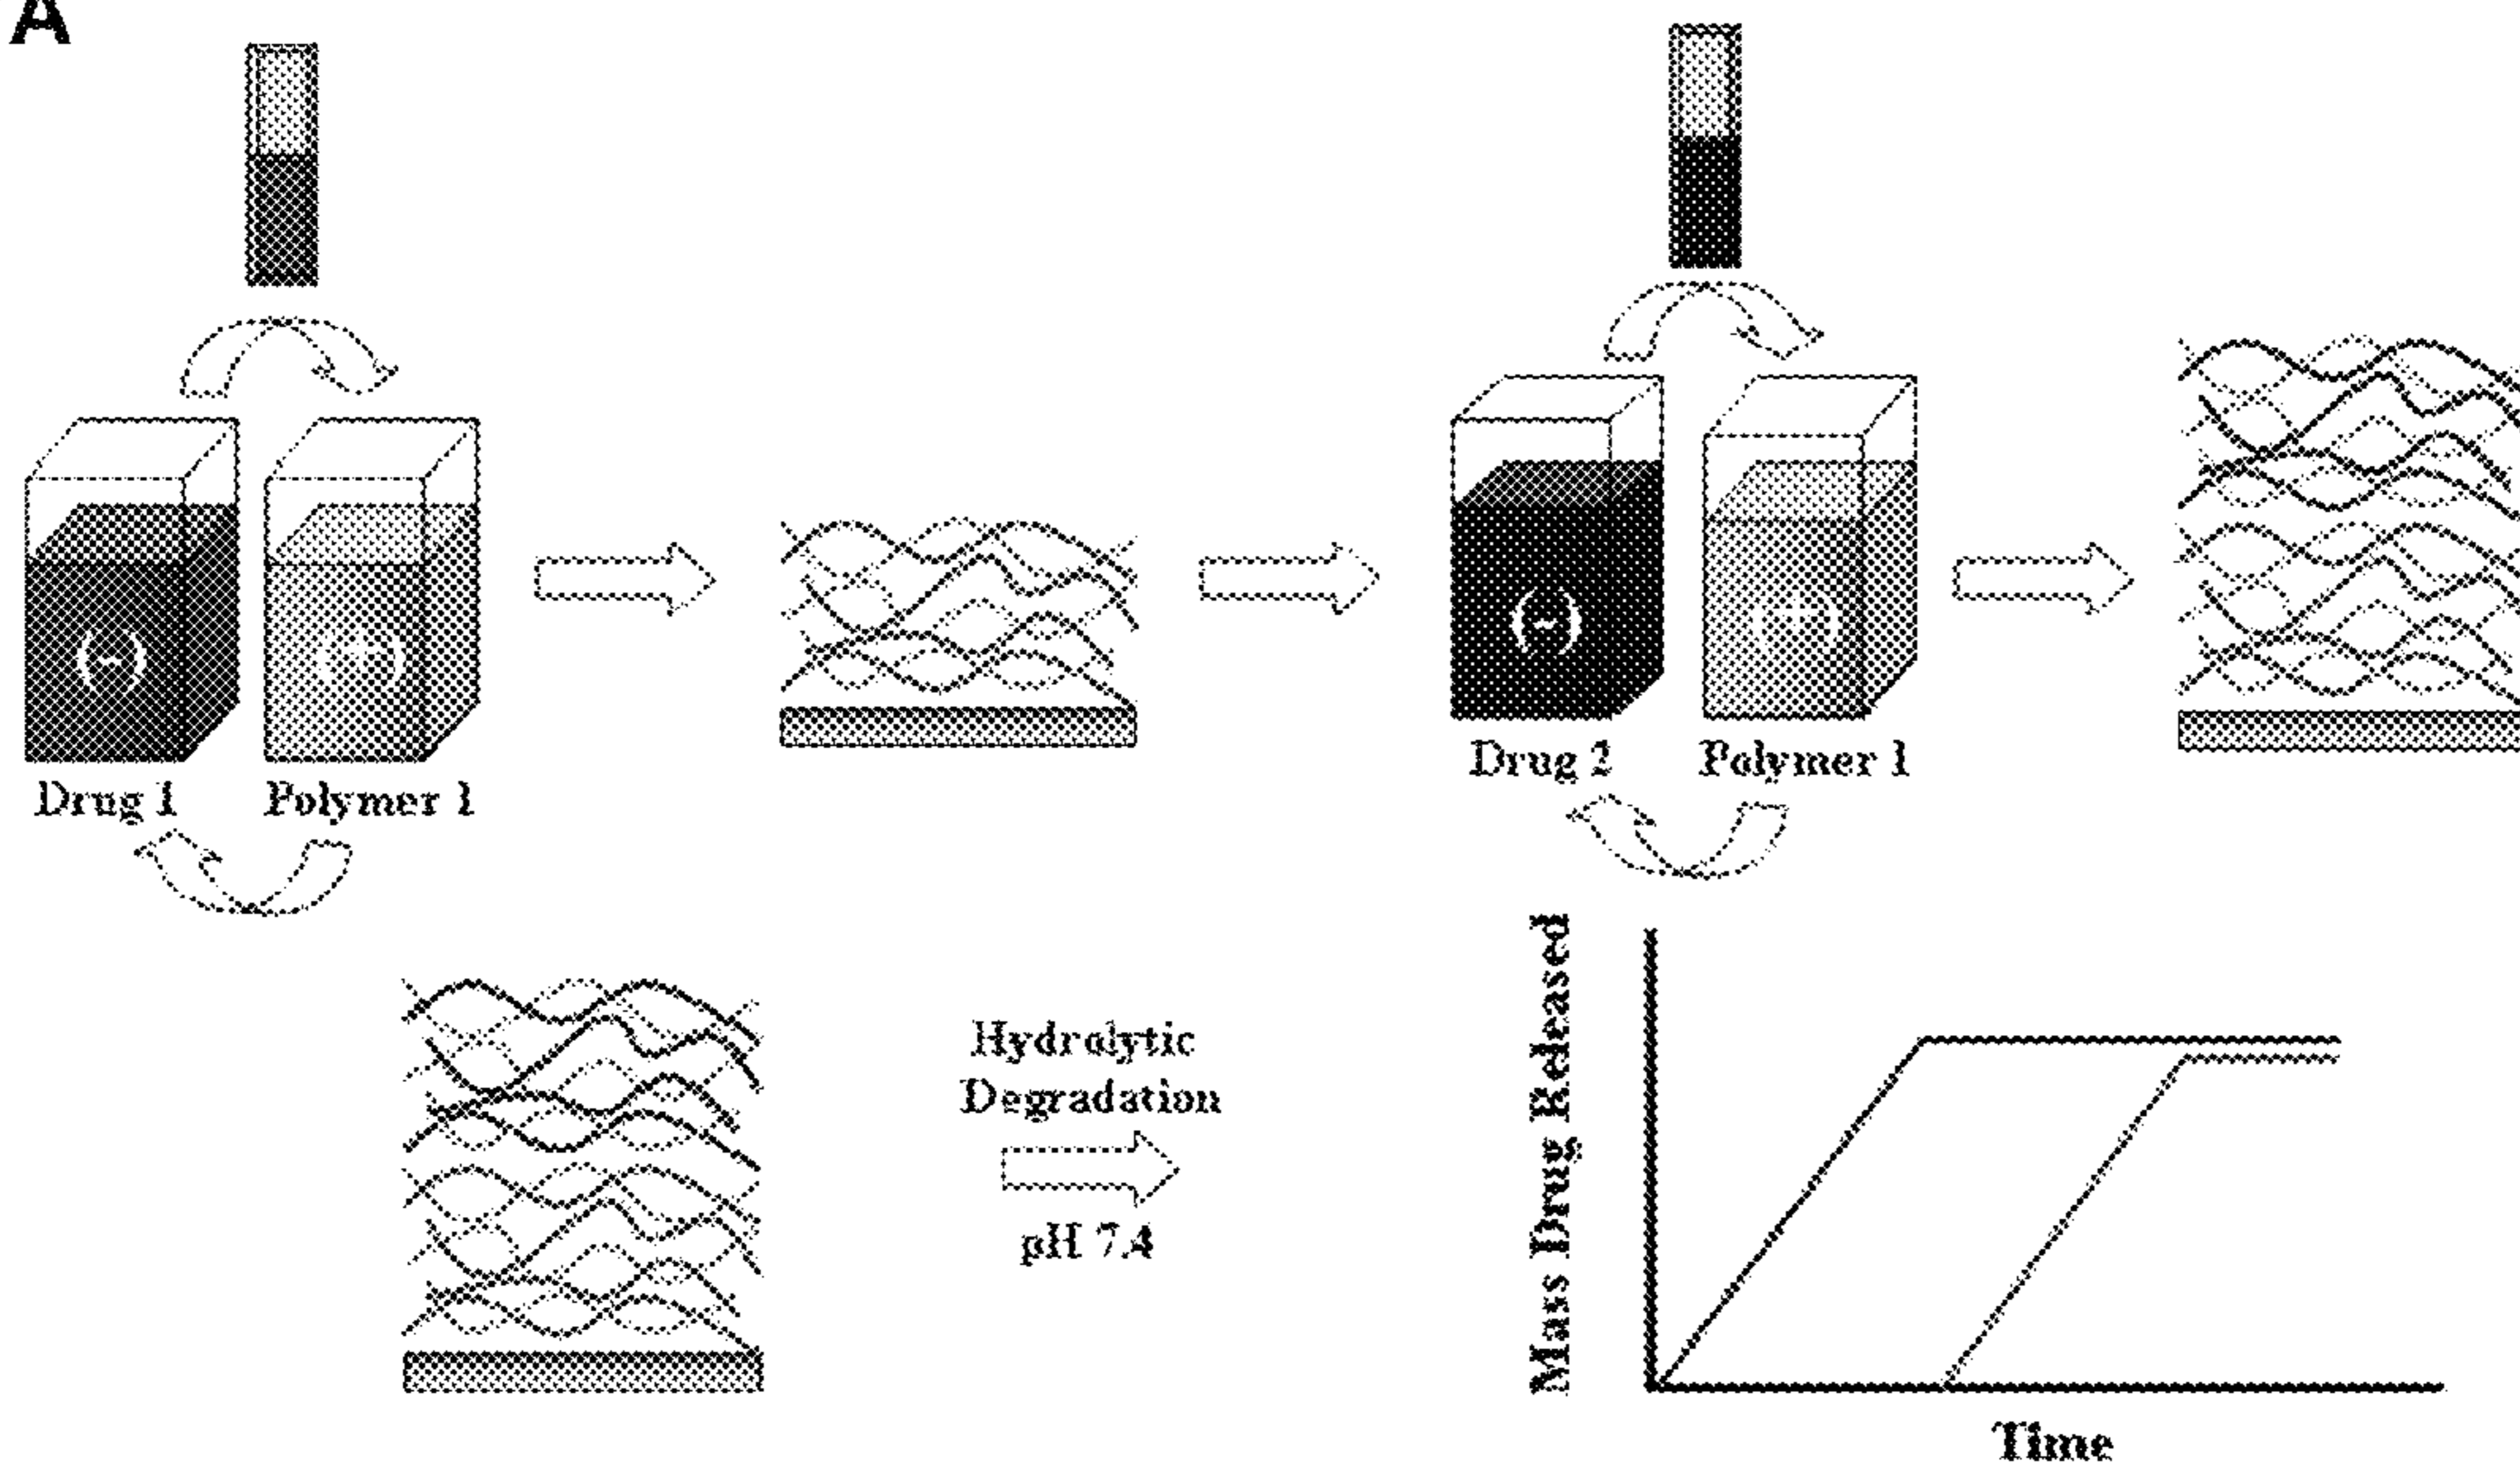 A
(-)
(+)
Drug 1
Polymer 1
(-)
(+)
Drug 2
Polymer 1
Hydrolytic
Degradation
pH 7.4
Mass Drug Released
Time